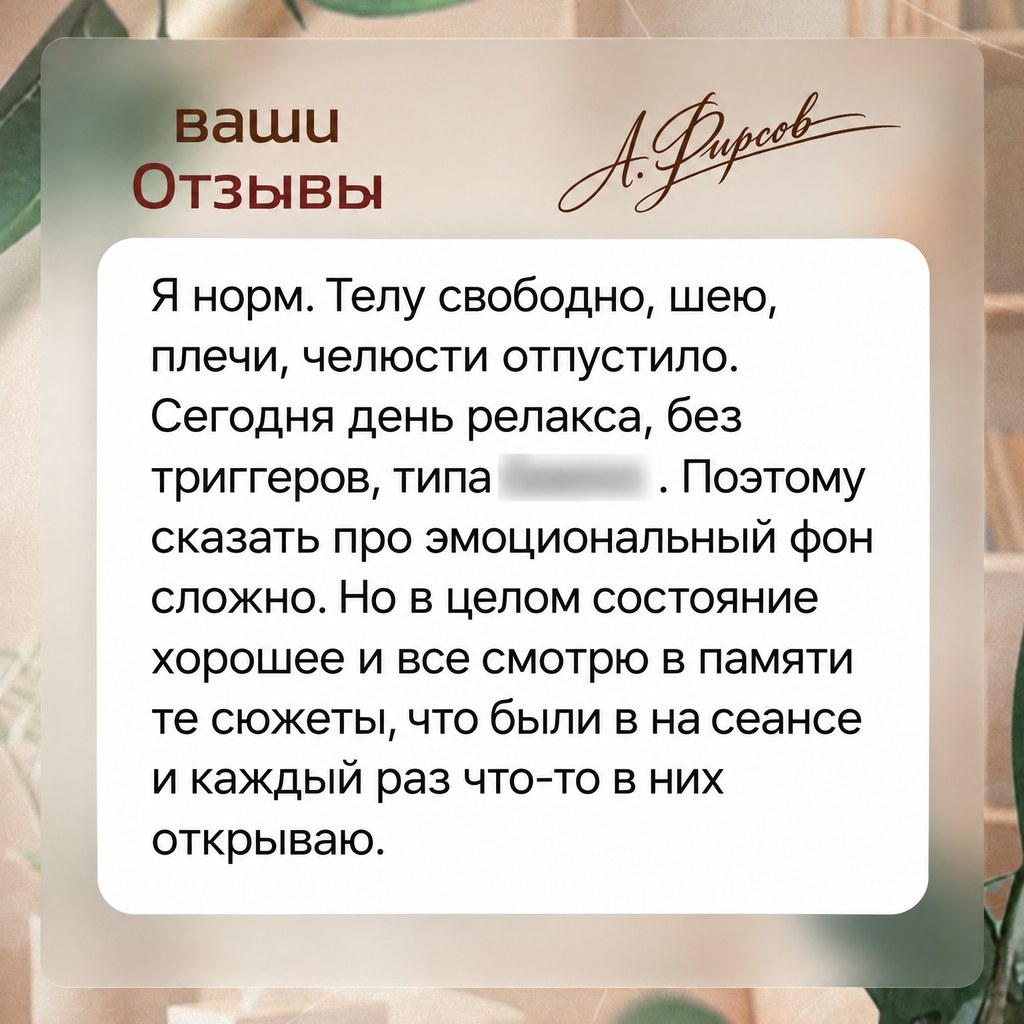 ваши
Отзывы
А. Фирсов
Я норм. Телу свободно, шею,
плечи, челюсти отпустило.
Сегодня день релакса, без
триггеров, типа . Поэтому
сказать про эмоциональный фон
сложно. Но в целом состояние
хорошее и все смотрю в памяти
те сюжеты, что были в на сеансе
и каждый раз что-то в них
открываю.